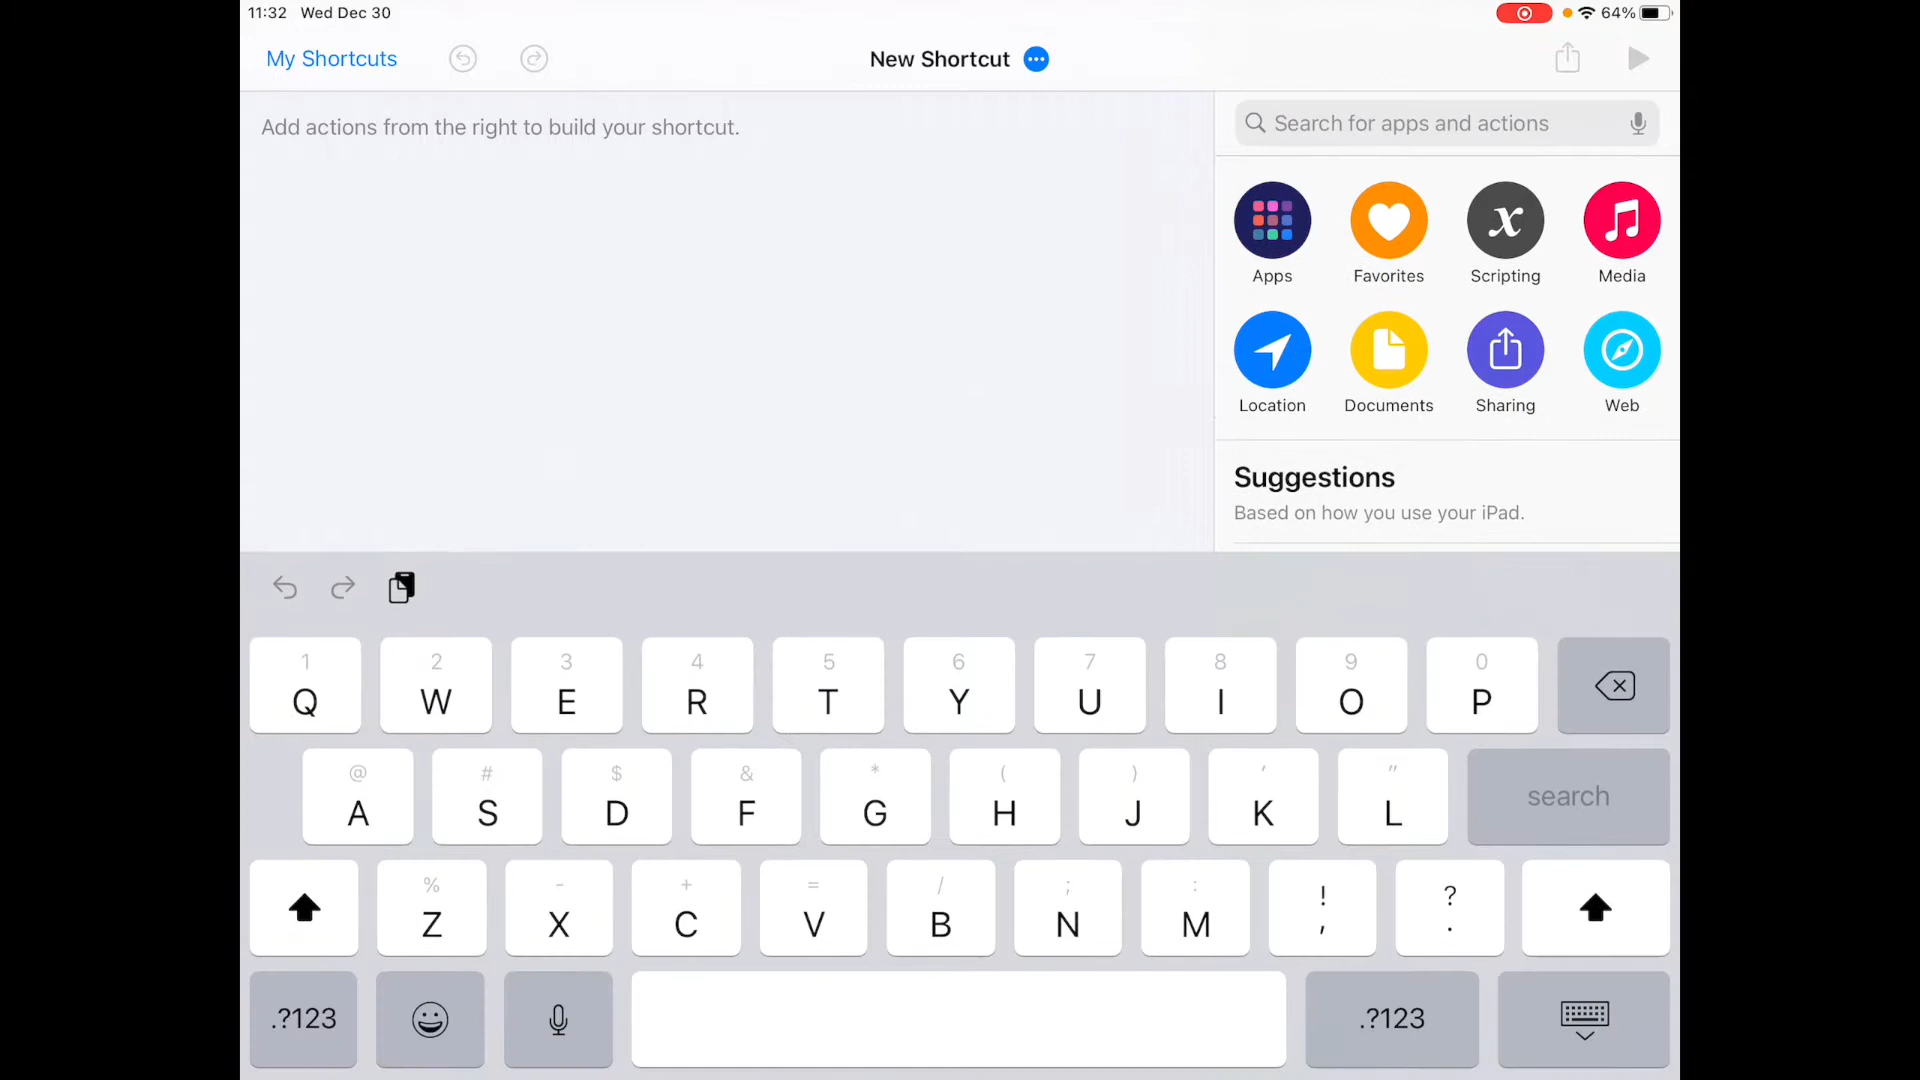 11:32 Wed Dec 30
64%
My Shortcuts
New Shortcut
Add actions from the right to build your shortcut.
Search for apps and actions
Apps Favorites Scripting Media
Location Documents Sharing Web
Suggestions
Based on how you use your iPad.
1 2 3 4 5 6 7 8 9 0
Q W E R T Y U I O P
@ # $ & * ( ) ' "
A S D F G H J K L search
% - + = / ; : ! ?
Z X C V B N M , .
.?123 .?123